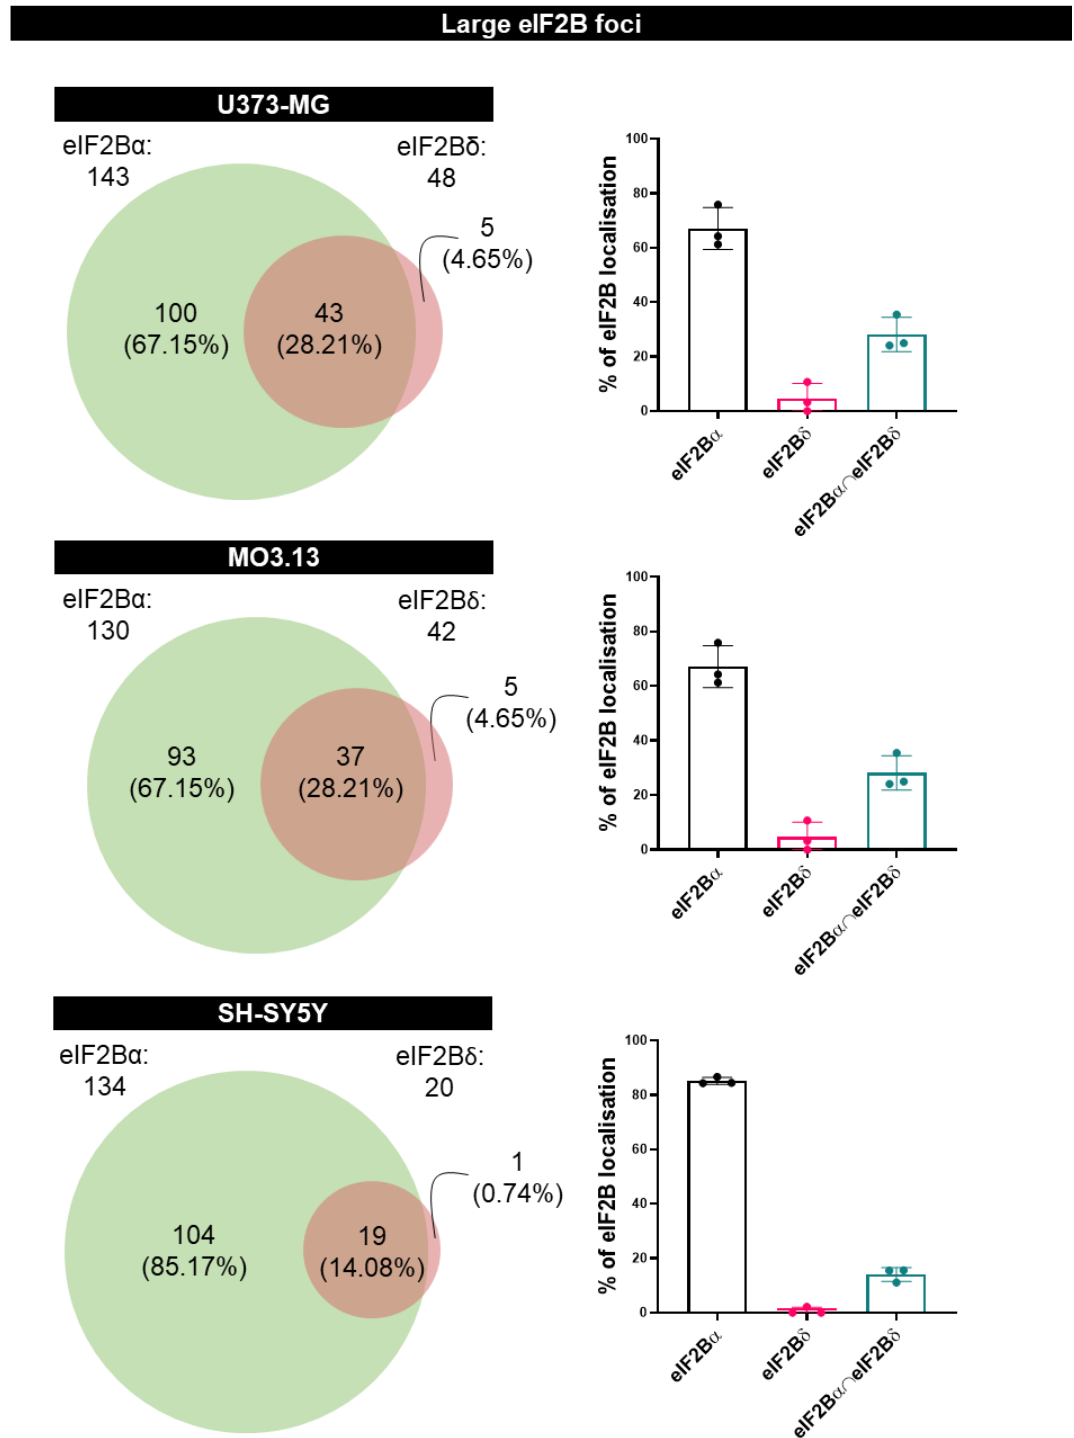 Large eIF2B foci
U373-MG
eIF2Bα:
143
eIF2Bδ:
48
5
(4.65%)
100
(67.15%)
43
(28.21%)
% of eIF2B localisation
100
80
60
40
20
0
eIF2Bα
eIF2Bδ
eIF2Bα∩eIF2Bδ
MO3.13
eIF2Bα:
130
eIF2Bδ:
42
5
(4.65%)
93
(67.15%)
37
(28.21%)
% of eIF2B localisation
100
80
60
40
20
0
eIF2Bα
eIF2Bδ
eIF2Bα∩eIF2Bδ
SH-SY5Y
eIF2Bα:
134
eIF2Bδ:
20
1
(0.74%)
104
(85.17%)
19
(14.08%)
% of eIF2B localisation
100
80
60
40
20
0
eIF2Bα
eIF2Bδ
eIF2Bα∩eIF2Bδ